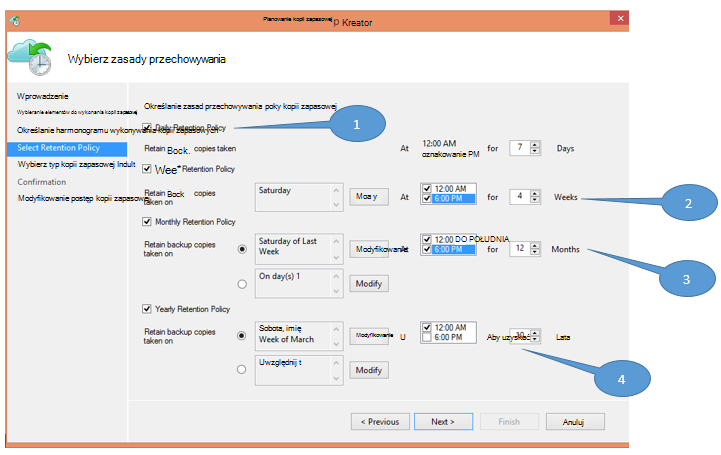 Planowanie kopii zapasowej p Kreator
Wybierz zasady przechowywania
Wprowadzenie
Wybieranie elementów do wykonania kopii zapasowej
Określanie harmonogramu wykonywania kopii zapasowych
Select Retention Policy
Wybierz typ kopii zapasowej Indult
Confirmation
Modyfikowanie postęp kopii zapasowej
Określanie zasad przechowywania poky kopii zapasowej
Daily Retention Policy
1
Retain Bock. copies taken At 12:00 AM oznakowanie PM for 7 Days
Wee" Retention Policy
Retain Bock copies taken on Saturday Moa y At 12:00 AM 6:00 PM for 4 Weeks
2
Monthly Retention Policy
Retain backup copies taken on Saturday of Last Week Modyfikowanie At 12:00 DO POŁUDNIA 6:00 PM for 12 Months
3
On day(s) 1 Modify
Yearly Retention Policy
Retain backup copies taken on Sobota, imię Week of March Modyfikowanie U 12:00 AM 6:00 PM Aby uzyskać 10 Lata
4
Uwzględnij t Modify
< Previous Next > Finish Anuluj